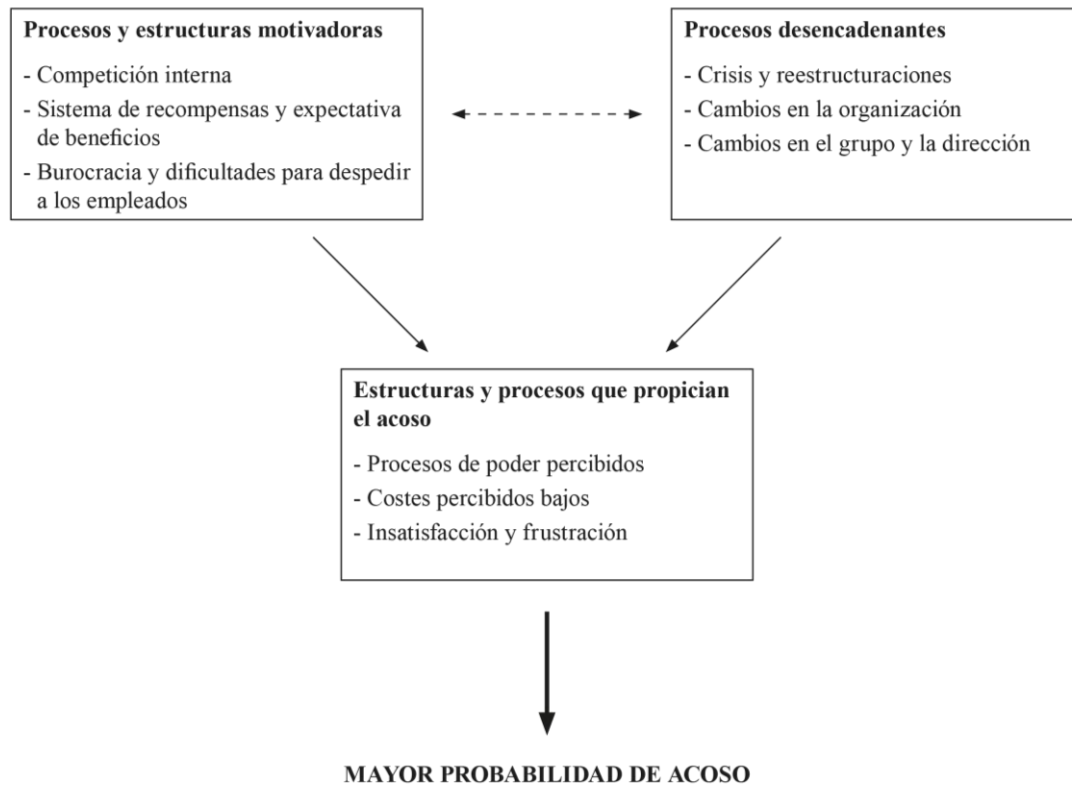 Procesos y estructuras motivadoras
- Competición interna
- Sistema de recompensas y expectativa
de beneficios
- Burocracia y dificultades para despedir
a los empleados
Procesos desencadenantes
- Crisis y reestructuraciones
- Cambios en la organización
- Cambios en el grupo y la dirección
Estructuras y procesos que propician
el acoso
- Procesos de poder percibidos
- Costes percibidos bajos
- Insatisfacción y frustración
MAYOR PROBABILIDAD DE ACOSO